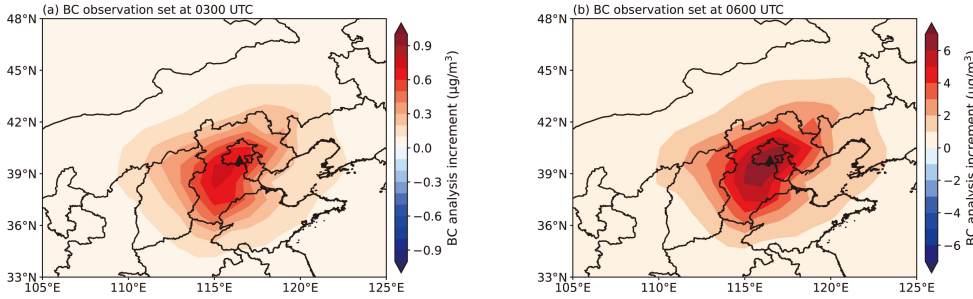 (a) BC observation set at 0300 UTC
48°N
45°N
42°N
39°N
36°N
33°N
105°E
110°E
115°E
120°E
125°E
0.9
0.6
0.3
0.0
−0.3
−0.6
−0.9
BC analysis increment (μg/m³)
(b) BC observation set at 0600 UTC
48°N
45°N
42°N
39°N
36°N
33°N
105°E
110°E
115°E
120°E
125°E
6
4
2
0
−2
−4
−6
BC analysis increment (μg/m³)